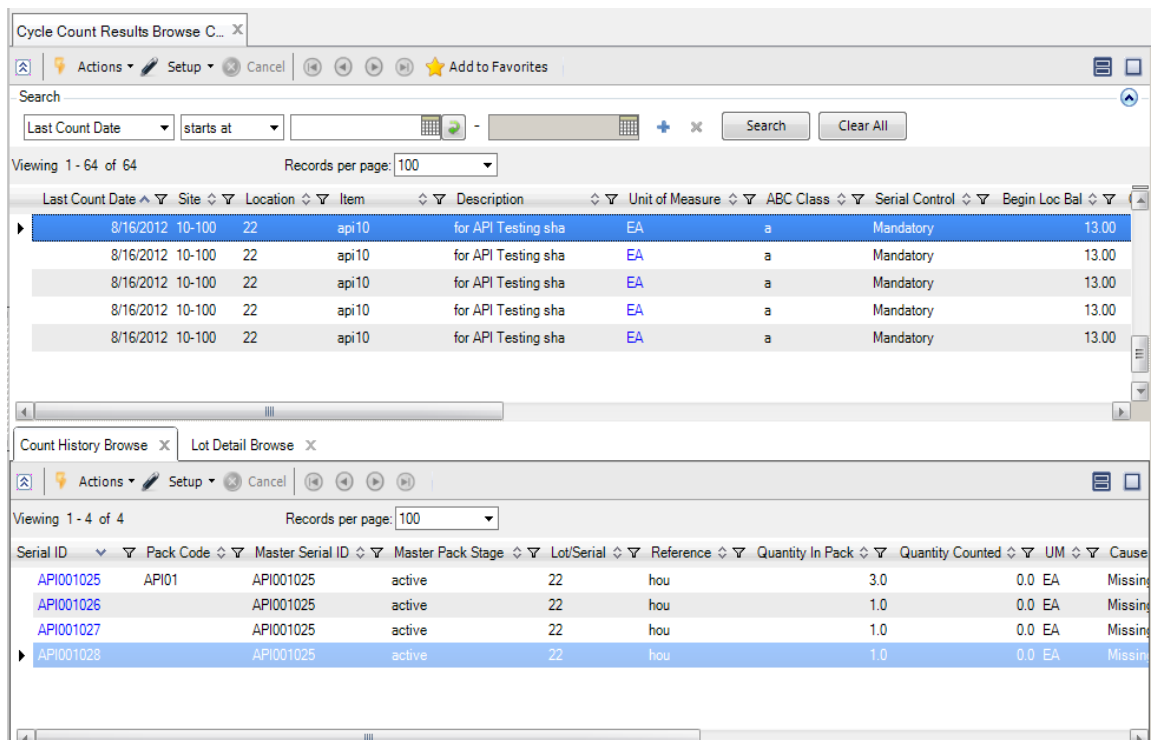 Cycle Count Results Browse C... X
Actions Setup Cancel Add to Favorites
Search
Last Count Date starts at - Search Clear All
Viewing 1 - 64 of 64 Records per page: 100
Last Count Date Site Location Item Description Unit of Measure ABC Class Serial Control Begin Loc Bal
8/16/2012 10-100 22 api10 for API Testing sha EA a Mandatory 13.00
8/16/2012 10-100 22 api10 for API Testing sha EA a Mandatory 13.00
8/16/2012 10-100 22 api10 for API Testing sha EA a Mandatory 13.00
8/16/2012 10-100 22 api10 for API Testing sha EA a Mandatory 13.00
8/16/2012 10-100 22 api10 for API Testing sha EA a Mandatory 13.00
Count History Browse X Lot Detail Browse X
Actions Setup Cancel
Viewing 1 - 4 of 4 Records per page: 100
Serial ID Pack Code Master Serial ID Master Pack Stage Lot/Serial Reference Quantity In Pack Quantity Counted UM Cause
API001025 API01 API001025 active 22 hou 3.0 0.0 EA Missing
API001026 API001025 active 22 hou 1.0 0.0 EA Missing
API001027 API001025 active 22 hou 1.0 0.0 EA Missing
API001028 API001025 active 22 hou 1.0 0.0 EA Missing